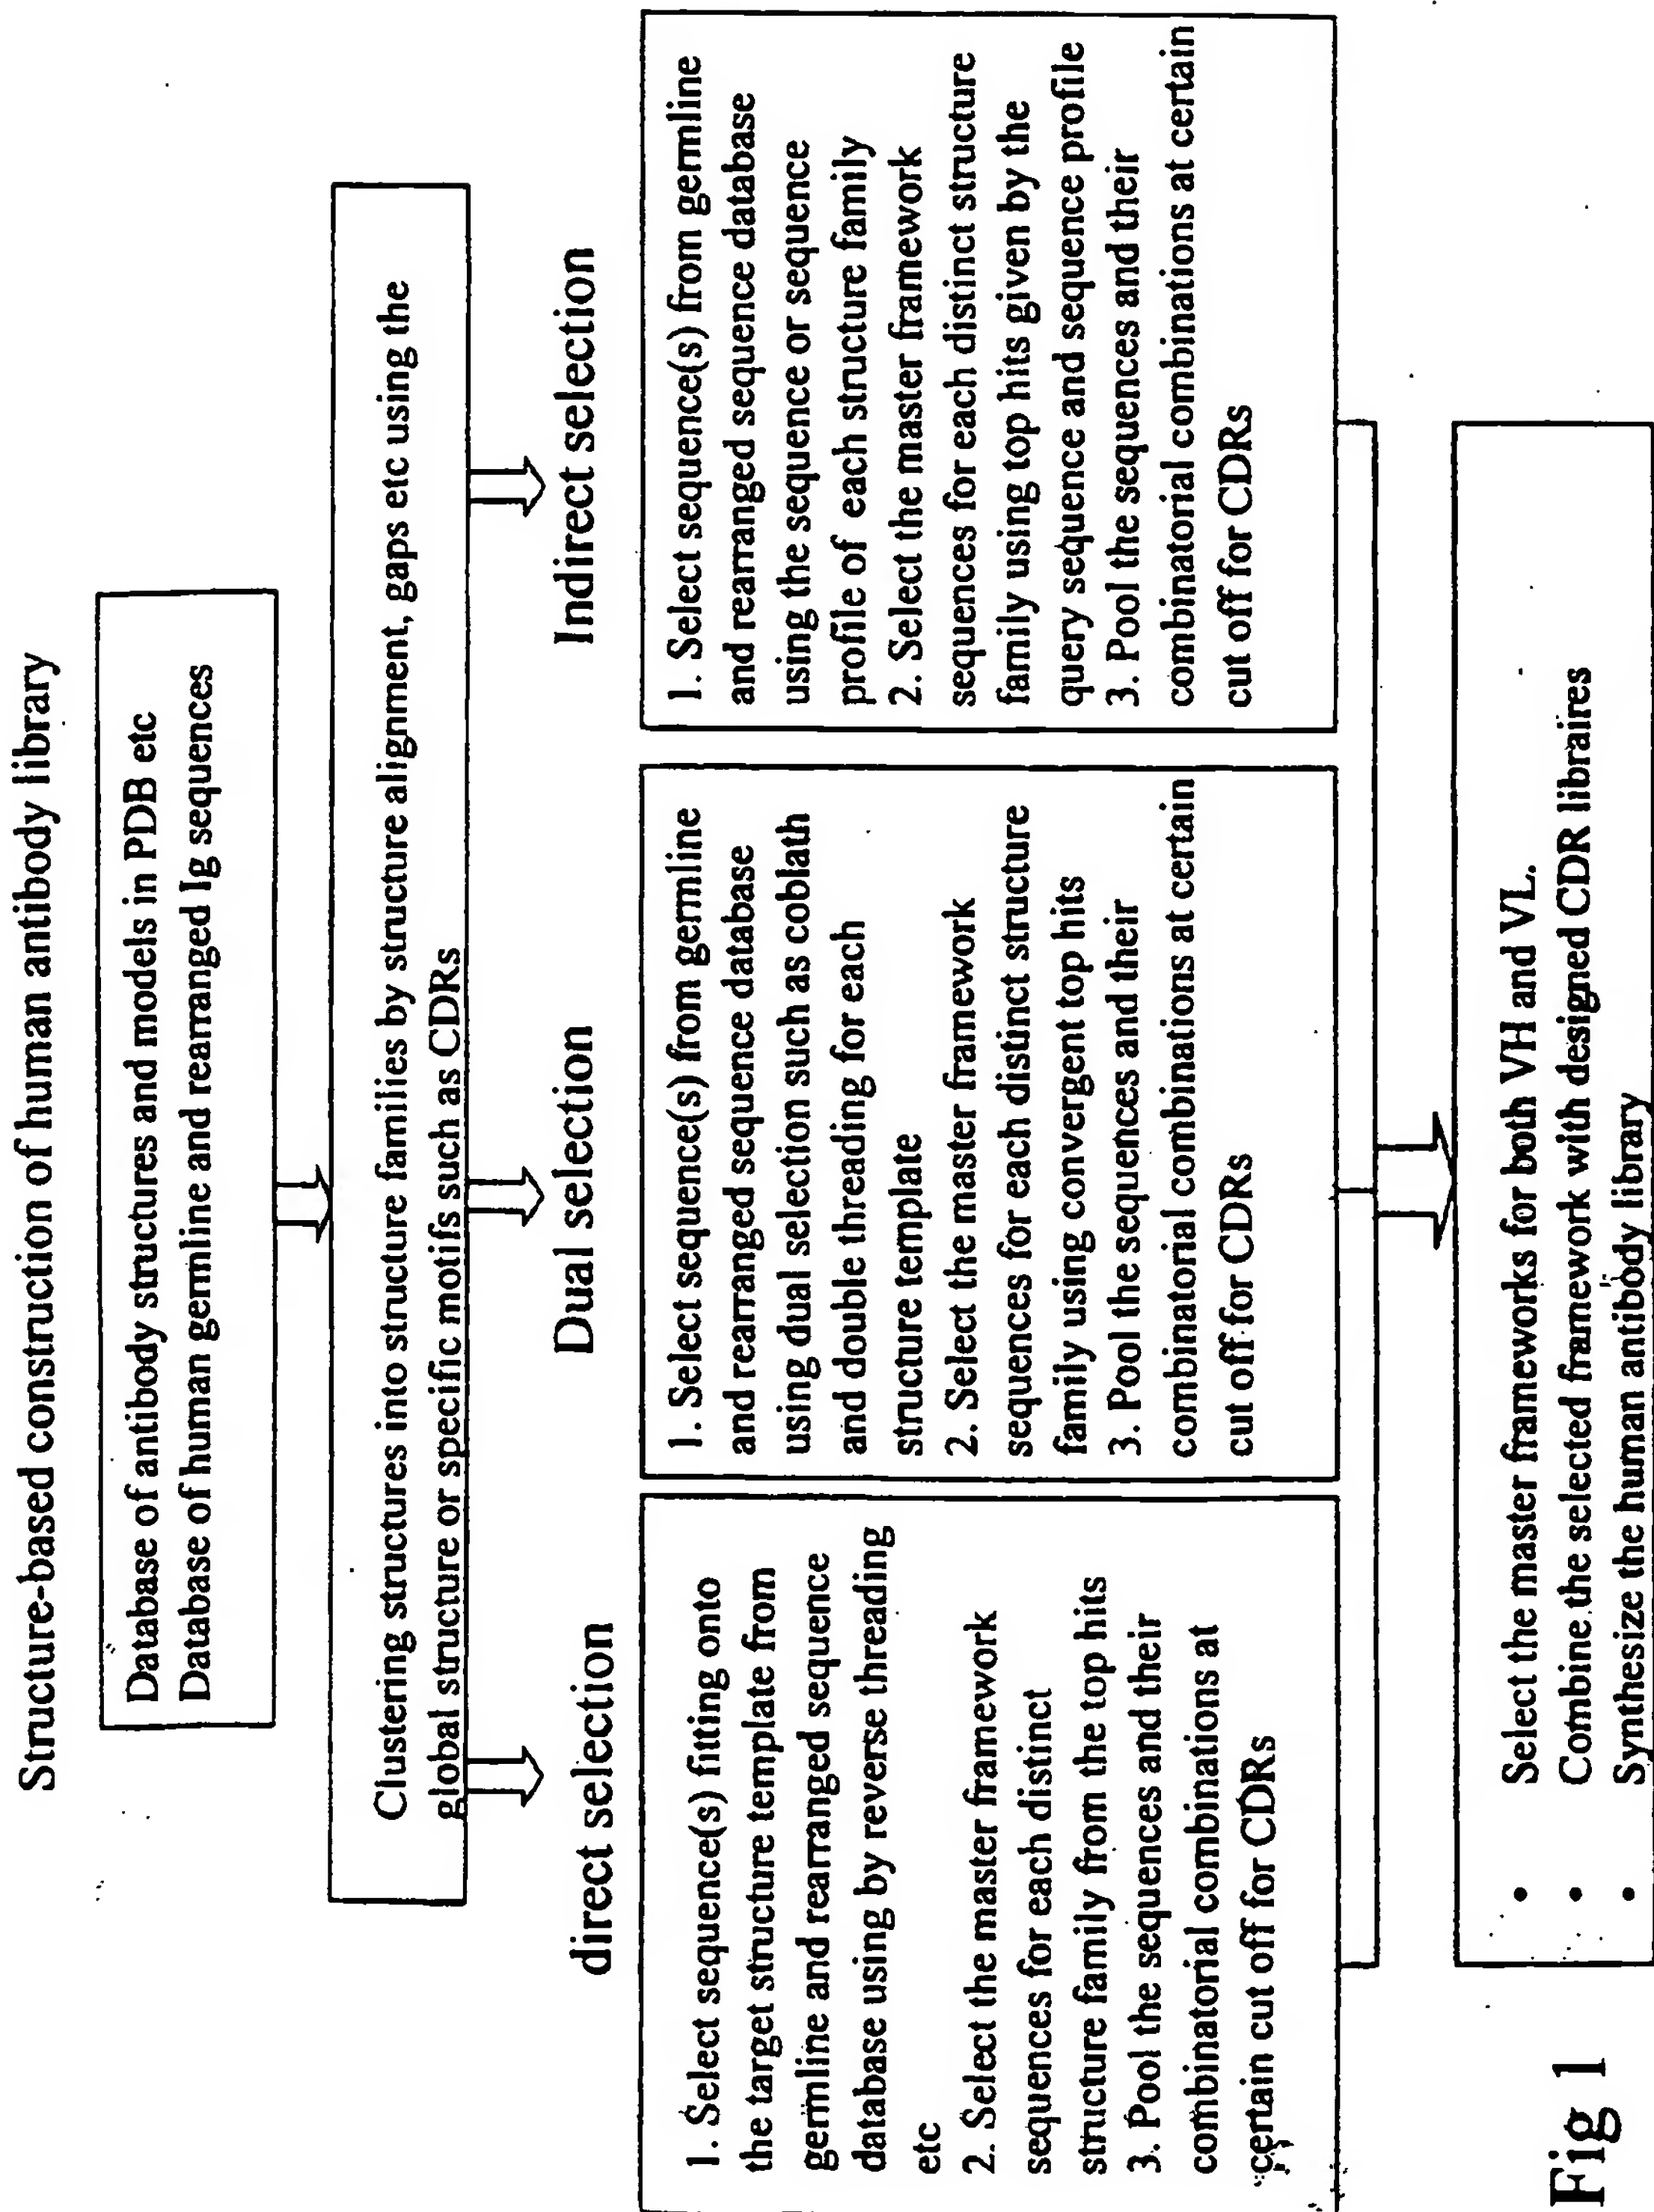 Structure-based construction of human antibody library
Database of antibody structures and models in PDB etc
Database of human germline and rearranged Ig sequences
Clustering structures into structure families by structure alignment, gaps etc using the
global structure or specific motifs such as CDRs
direct selection
1. Select sequence(s) fitting onto
the target structure template from
germline and rearranged sequence
database using by reverse threading
etc
2. Select the master framework
sequences for each distinct
structure family from the top hits
3. Pool the sequences and their
combinatorial combinations at
certain cut off for CDRs
Dual selection
1. Select sequence(s) from germline
and rearranged sequence database
using dual selection such as coblath
and double threading for each
structure template
2. Select the master framework
sequences for each distinct structure
family using convergent top hits
3. Pool the sequences and their
combinatorial combinations at certain
cut off for CDRs
Indirect selection
1. Select sequence(s) from germline
and rearranged sequence database
using the sequence or sequence
profile of each structure family
2. Select the master framework
sequences for each distinct structure
family using top hits given by the
query sequence and sequence profile
3. Pool the sequences and their
combinatorial combinations at certain
cut off for CDRs
• Select the master frameworks for both VH and VL.
• Combine the selected framework with designed CDR libraires
• Synthesize the human antibody library
Fig 1